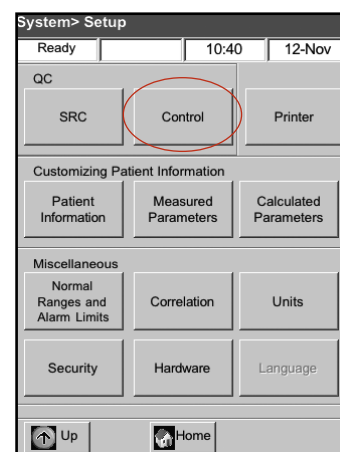 System> Setup
Ready 10:40 12-Nov
QC
SRC Control Printer
Customizing Patient Information
Patient Information Measured Parameters Calculated Parameters
Miscellaneous
Normal Ranges and Alarm Limits Correlation Units
Security Hardware Language
Up Home